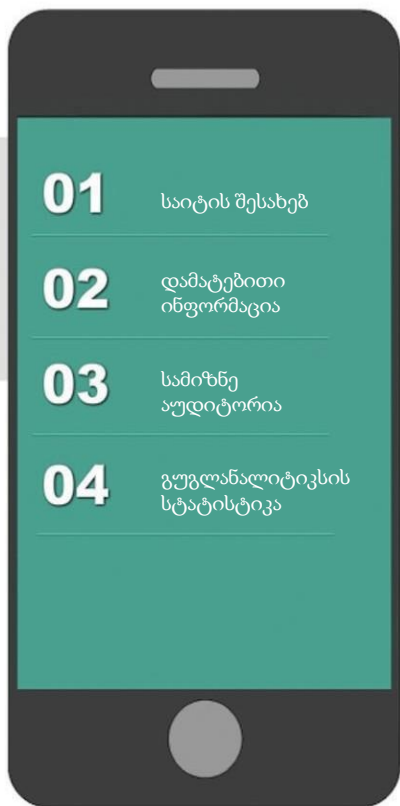 01
საიტის შესახებ
02
დამატებითი
ინფორმაცია
03
სამიზნე
აუდიტორია
04
გუგლანალიტიკსის
სტატისტიკა